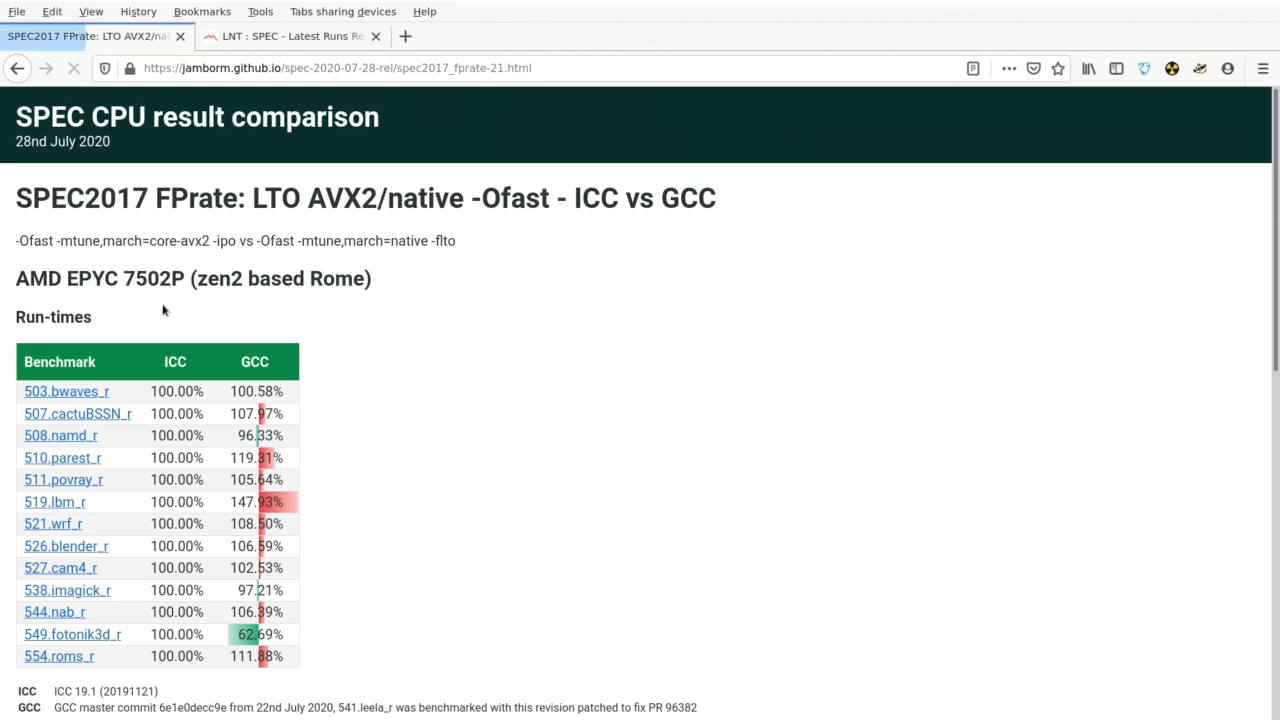 File Edit View History Bookmarks Tools Tabs sharing devices Help
SPEC2017 FPrate: LTO AVX2/nat
LNT : SPEC - Latest Runs Re
https://jamborm.github.io/spec-2020-07-28-rel/spec2017_fprate-21.html
SPEC CPU result comparison
28nd July 2020
SPEC2017 FPrate: LTO AVX2/native -Ofast - ICC vs GCC
-Ofast -mtune,march=core-avx2 -ipo vs -Ofast -mtune,march=native -flto
AMD EPYC 7502P (zen2 based Rome)
Run-times
Benchmark ICC GCC
503.bwaves_r 100.00% 100.58%
507.cactuBSSN_r 100.00% 107.97%
508.namd_r 100.00% 96.33%
510.parest_r 100.00% 119.31%
511.povray_r 100.00% 105.64%
519.lbm_r 100.00% 147.93%
521.wrf_r 100.00% 108.50%
526.blender_r 100.00% 106.59%
527.cam4_r 100.00% 102.53%
538.imagick_r 100.00% 97.21%
544.nab_r 100.00% 106.39%
549.fotonik3d_r 100.00% 62.69%
554.roms_r 100.00% 111.88%
ICC ICC 19.1 (20191121)
GCC GCC master commit 6e1e0decc9e from 22nd July 2020, 541.leela_r was benchmarked with this revision patched to fix PR 96382